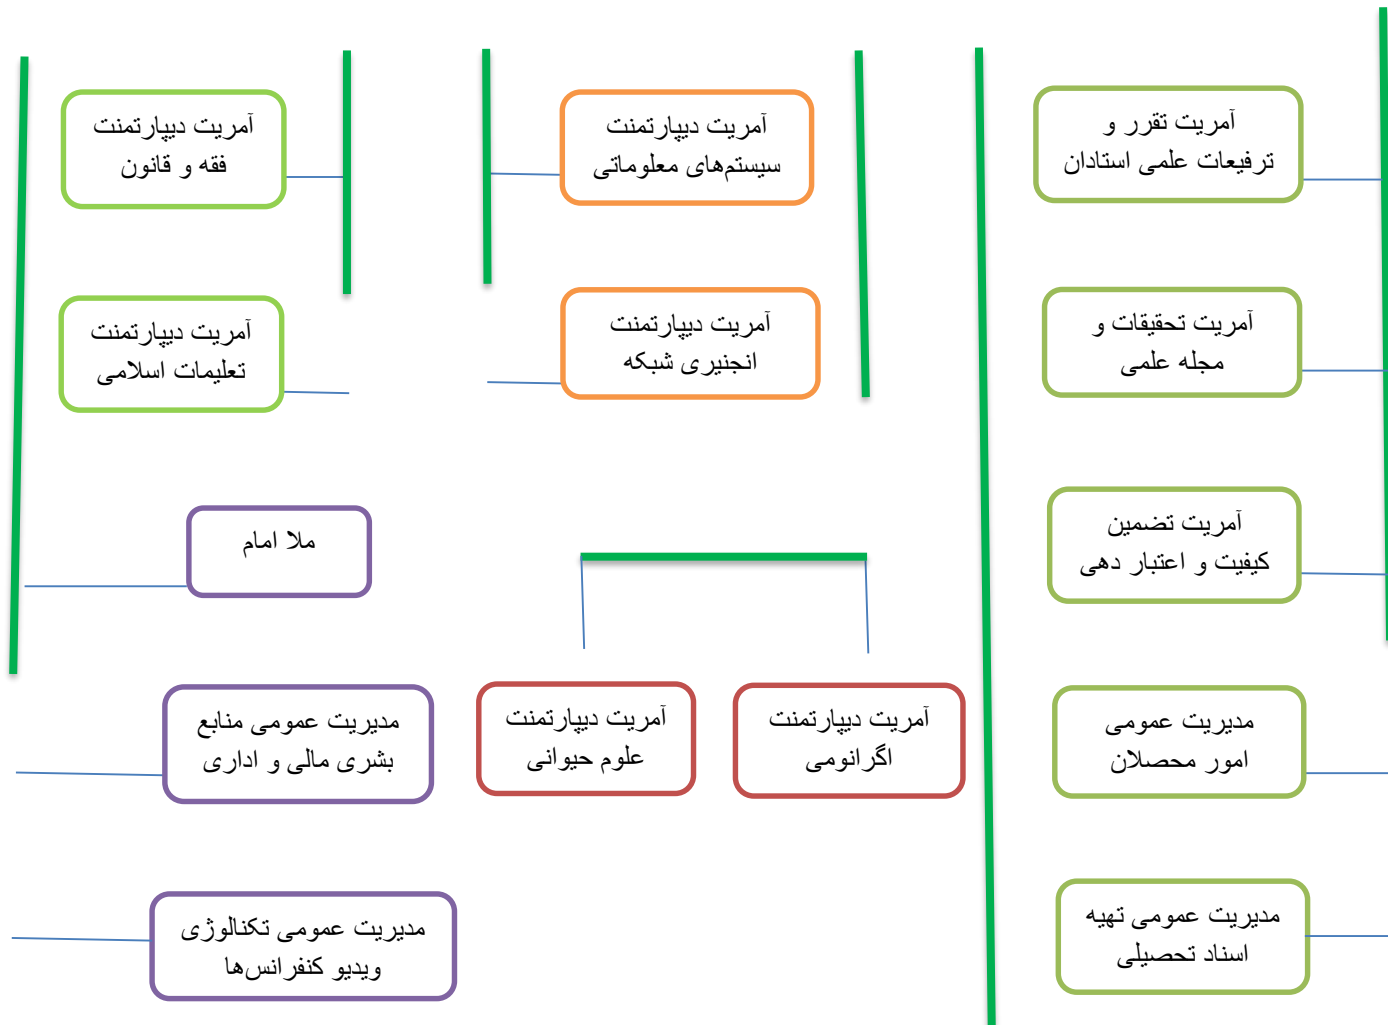 آمریت تقرر و
ترفیعات علمی استادان
آمریت دیپارتمنت
سیستم‌های معلوماتی
آمریت دیپارتمنت
فقه و قانون
آمریت تحقیقات و
مجله علمی
آمریت دیپارتمنت
انجنیری شبکه
آمریت دیپارتمنت
تعلیمات اسلامی
آمریت تضمین
کیفیت و اعتبار دهی
ملا امام
مدیریت عمومی
امور محصلان
آمریت دیپارتمنت
اگرانومی
آمریت دیپارتمنت
علوم حیوانی
مدیریت عمومی منابع
بشری مالی و اداری
مدیریت عمومی تهیه
اسناد تحصیلی
مدیریت عمومی تکنالوژی
ویدیو کنفرانس‌ها